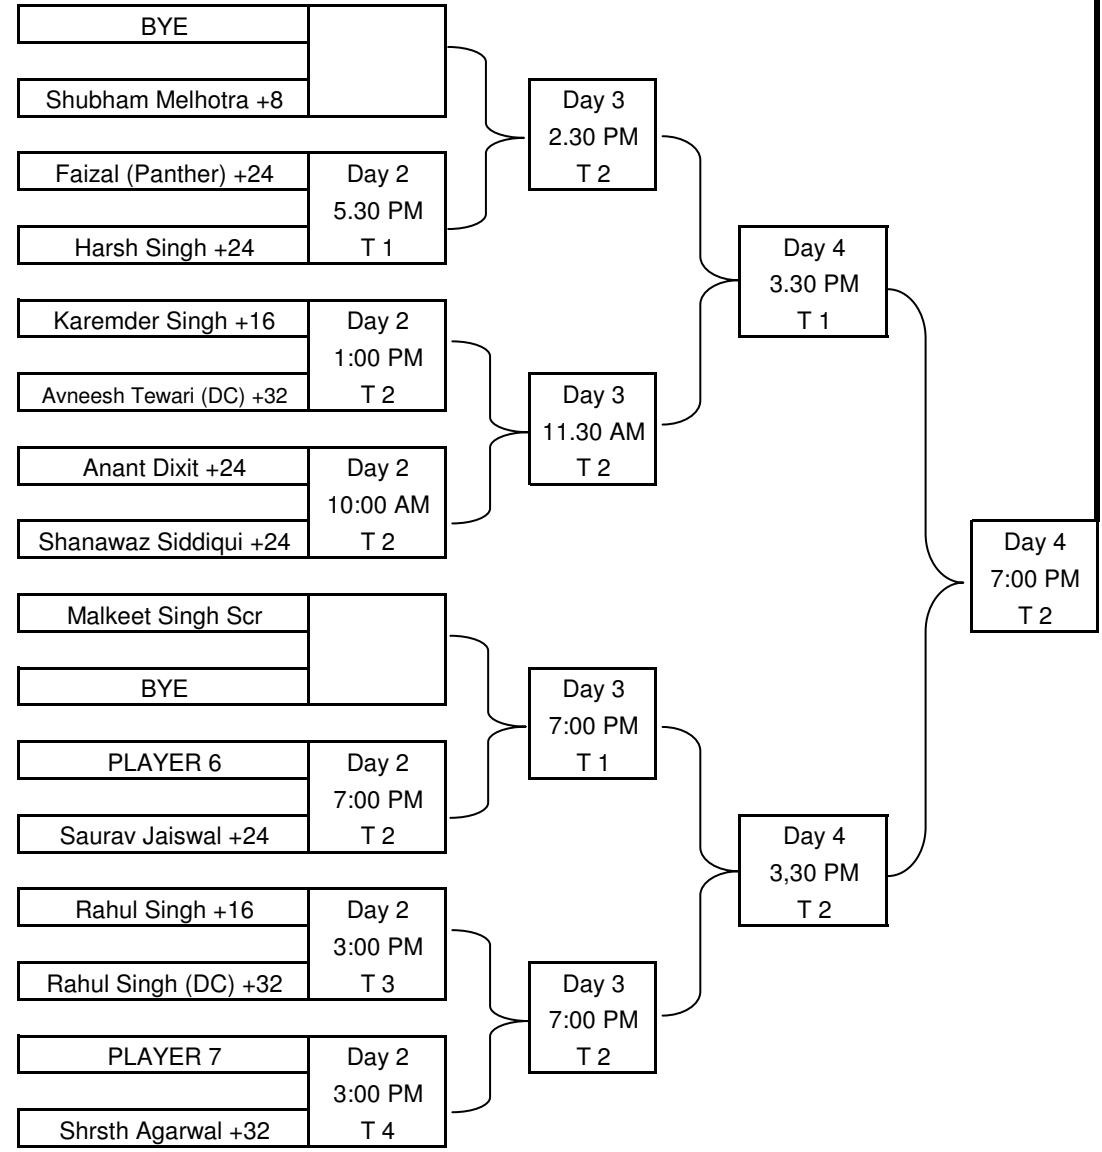 BYE
Shubham Melhotra +8
Day 3
2.30 PM
T 2
Faizal (Panther) +24
Day 2
5.30 PM
T 1
Harsh Singh +24
Day 4
3.30 PM
T 1
Karemder Singh +16
Day 2
1:00 PM
T 2
Avneesh Tewari (DC) +32
Day 3
11.30 AM
T 2
Anant Dixit +24
Day 2
10:00 AM
T 2
Shanawaz Siddiqui +24
Day 4
7:00 PM
T 2
Malkeet Singh Scr
BYE
Day 3
7:00 PM
T 1
PLAYER 6
Day 2
7:00 PM
T 2
Saurav Jaiswal +24
Day 4
3,30 PM
T 2
Rahul Singh +16
Day 2
3:00 PM
T 3
Rahul Singh (DC) +32
Day 3
7:00 PM
T 2
PLAYER 7
Day 2
3:00 PM
T 4
Shrsth Agarwal +32